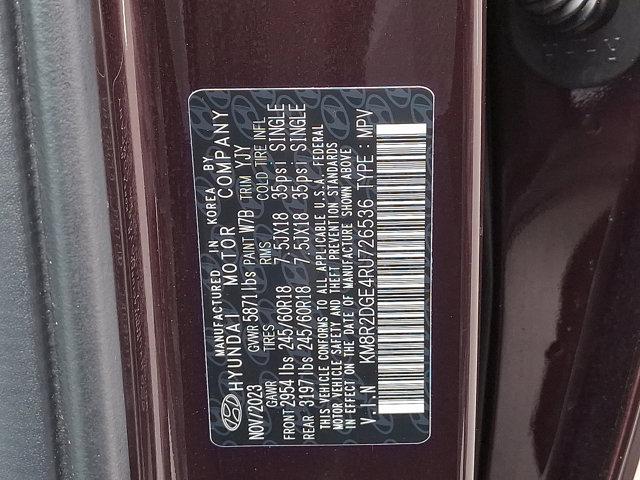 MANUFACTURED IN KOREA BY
HYUNDAI MOTOR COMPANY
NOV/2023 GVWR 5871lbs PAINT W7B TRIM YJY
GAWR TIRES RIMS COLD TIRE INFL
FRONT 2954 lbs 245/60R18 7.5JX18 35psi SINGLE
REAR 3197 lbs 245/60R18 7.5JX18 35psi SINGLE
THIS VEHICLE CONFORMS TO ALL APPLICABLE U.S.A. FEDERAL
MOTOR VEHICLE SAFETY AND THEFT PREVENTION STANDARDS
IN EFFECT ON THE DATE OF MANUFACTURE SHOWN ABOVE
V.I.N : KM8R2DGE4RU726536 TYPE : MPV